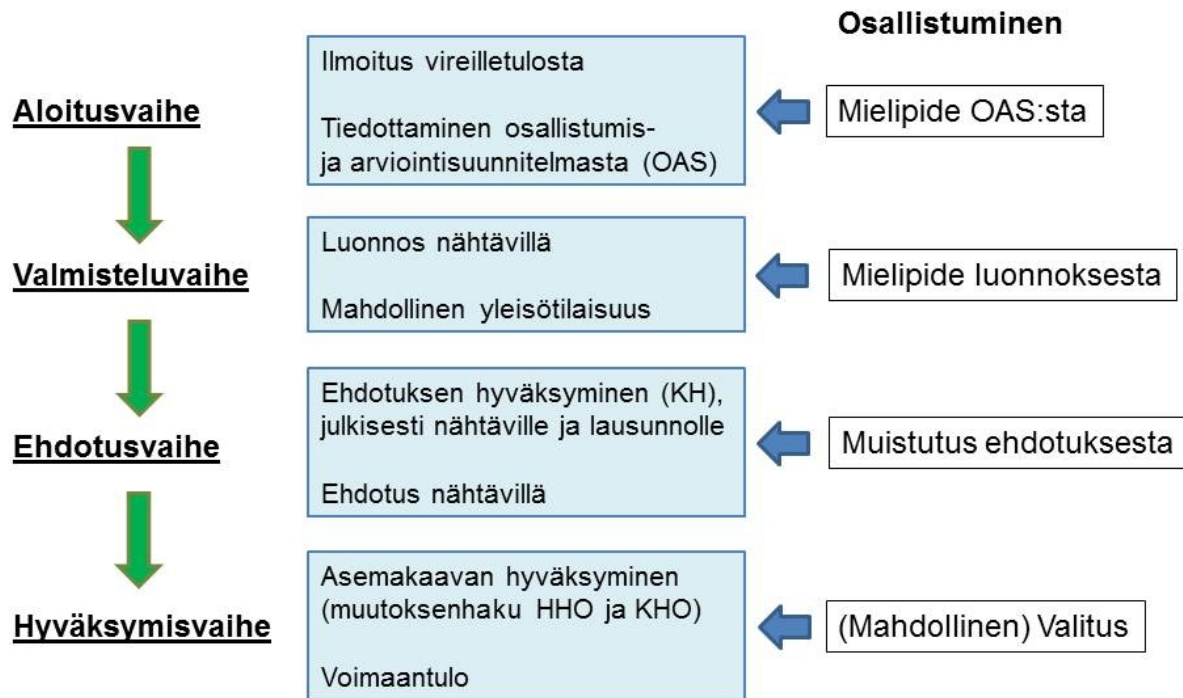 Osallistuminen
Aloitusvaihe
Ilmoitus vireilletulosta
Tiedottaminen osallistumis-
ja arviointisuunnitelmasta (OAS)
Mielipide OAS:sta
Valmisteluvaihe
Luonnos nähtävillä
Mahdollinen yleisötilaisuus
Mielipide luonnoksesta
Ehdotusvaihe
Ehdotuksen hyväksyminen (KH),
julkisesti nähtäville ja lausunnolle
Ehdotus nähtävillä
Muistutus ehdotuksesta
Hyväksymisvaihe
Asemakaavan hyväksyminen
(muutoksenhaku HHO ja KHO)
Voimaantulo
(Mahdollinen) Valitus